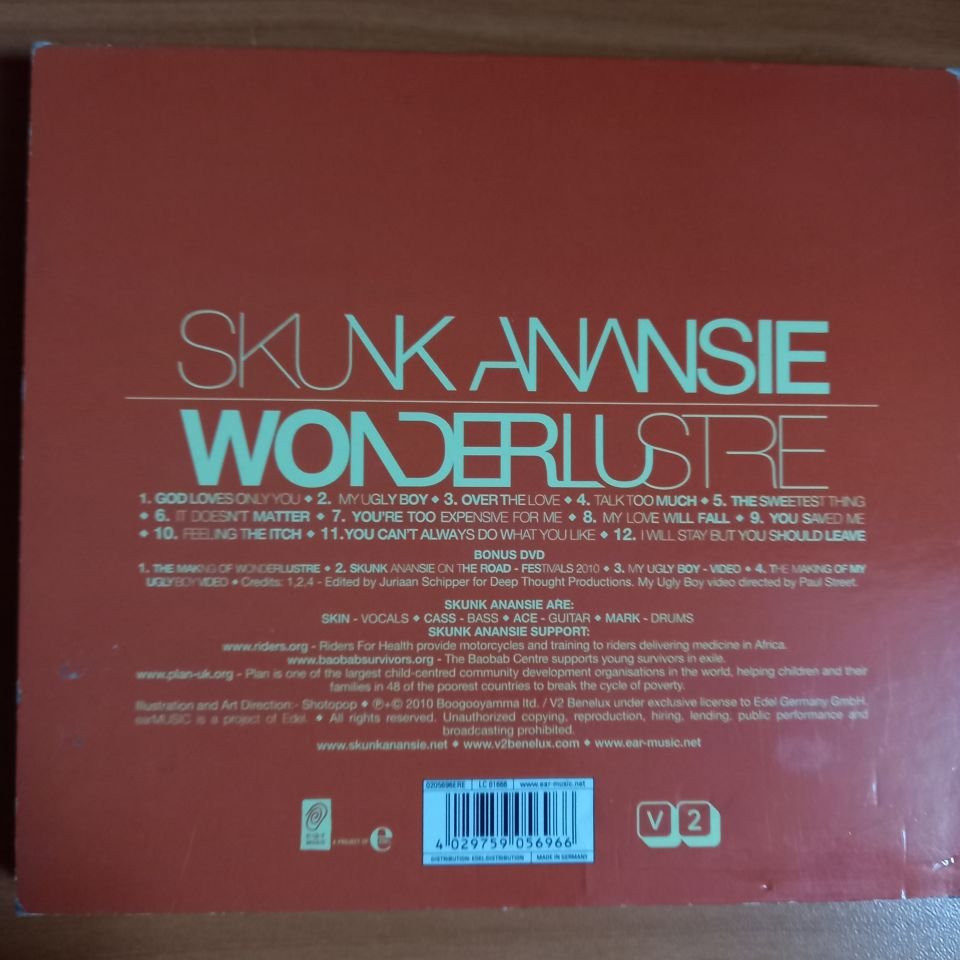 SKUNK ANANSIE
WONDERLUSTRE
1. GOD LOVES ONLY YOU ◆ 2. MY UGLY BOY ◆ 3. OVER THE LOVE ◆ 4. TALK TOO MUCH ◆ 5. THE SWEETEST THING
◆ 6. IT DOESN'T MATTER ◆ 7. YOU'RE TOO EXPENSIVE FOR ME ◆ 8. MY LOVE WILL FALL ◆ 9. YOU SAVED ME
◆ 10. FEELING THE ITCH ◆ 11. YOU CAN'T ALWAYS DO WHAT YOU LIKE ◆ 12. I WILL STAY BUT YOU SHOULD LEAVE
BONUS DVD
1. THE MAKING OF WONDERLUSTRE ◆ 2. SKUNK ANANSIE ON THE ROAD - FESTIVALS 2010 ◆ 3. MY UGLY BOY - VIDEO ◆ 4. THE MAKING OF MY
UGLY BOY VIDEO ◆ Credits: 1,2,4 - Edited by Juriaan Schipper for Deep Thought Productions. My Ugly Boy video directed by Paul Street.
SKUNK ANANSIE ARE:
SKIN - VOCALS ◆ CASS - BASS ◆ ACE - GUITAR ◆ MARK - DRUMS
SKUNK ANANSIE SUPPORT:
www.riders.org - Riders For Health provide motorcycles and training to riders delivering medicine in Africa.
www.baobabsurvivors.org - The Baobab Centre supports young survivors in exile.
www.plan-uk.org - Plan is one of the largest child-centred community development organisations in the world, helping children and their
families in 48 of the poorest countries to break the cycle of poverty.
Illustration and Art Direction:- Shotopop ◆ ℗+© 2010 Boogooyamma ltd. / V2 Benelux under exclusive license to Edel Germany GmbH.
earMUSIC is a project of Edel. ◆ All rights reserved. Unauthorized copying, reproduction, hiring, lending, public performance and
broadcasting prohibited.
www.skunkanansie.net ◆ www.v2benelux.com ◆ www.ear-music.net
0205696ERE LC 01666 www.ear-music.net
4 029759 056966
DISTRIBUTION: EDEL DISTRIBUTION MADE IN GERMANY
A PROJECT OF
V 2